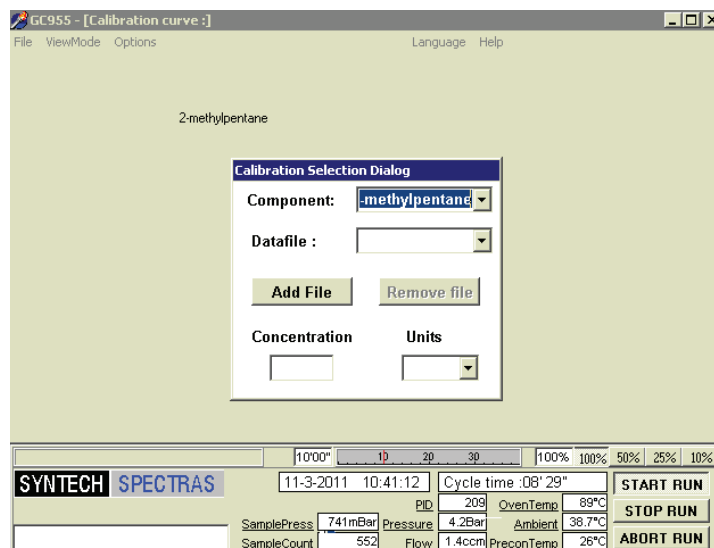 GC955 - [Calibration curve :]
File ViewMode Options Language Help
2-methylpentane
Calibration Selection Dialog
Component: -methylpentane
Datafile :
Add File Remove file
Concentration Units
10'00" 10 20 30 100% 100% 50% 25% 10%
SYNTECH SPECTRAS 11-3-2011 10:41:12 Cycle time :08' 29" START RUN
PID 209 OvenTemp 89°C STOP RUN
SamplePress 741mBar Pressure 4.2Bar Ambient 38.7°C
SampleCount 552 Flow 1.4ccm PreconTemp 26°C ABORT RUN